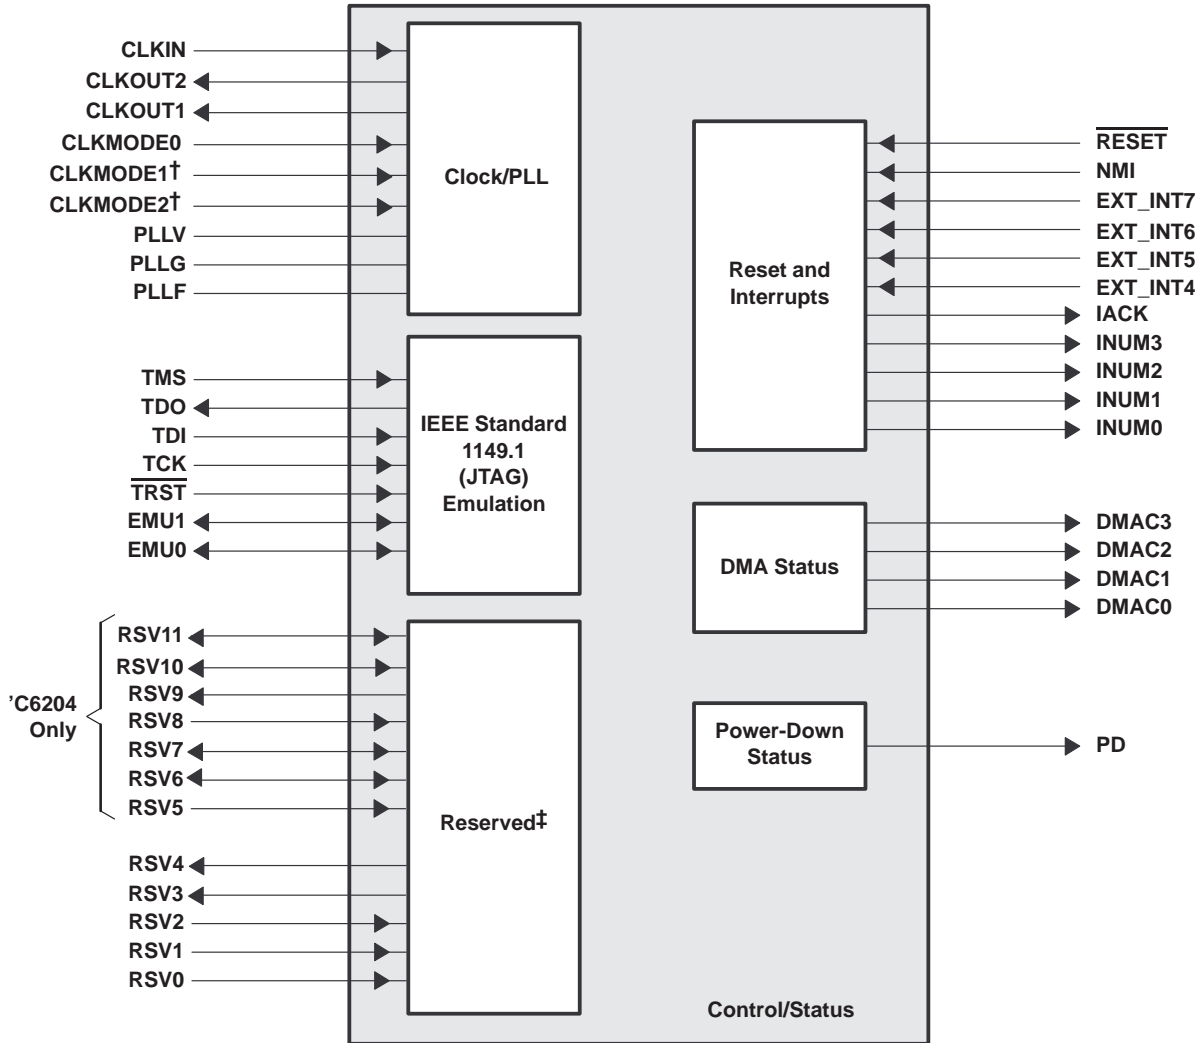 CLKIN
CLKOUT2
CLKOUT1
CLKMODE0
CLKMODE1†
CLKMODE2†
PLLV
PLLG
PLLF
Clock/PLL
TMS
TDO
TDI
TCK
TRST
EMU1
EMU0
IEEE Standard
1149.1
(JTAG)
Emulation
'C6204
Only
RSV11
RSV10
RSV9
RSV8
RSV7
RSV6
RSV5
RSV4
RSV3
RSV2
RSV1
RSV0
Reserved‡
Reset and
Interrupts
RESET
NMI
EXT_INT7
EXT_INT6
EXT_INT5
EXT_INT4
IACK
INUM3
INUM2
INUM1
INUM0
DMA Status
DMAC3
DMAC2
DMAC1
DMAC0
Power-Down
Status
PD
Control/Status